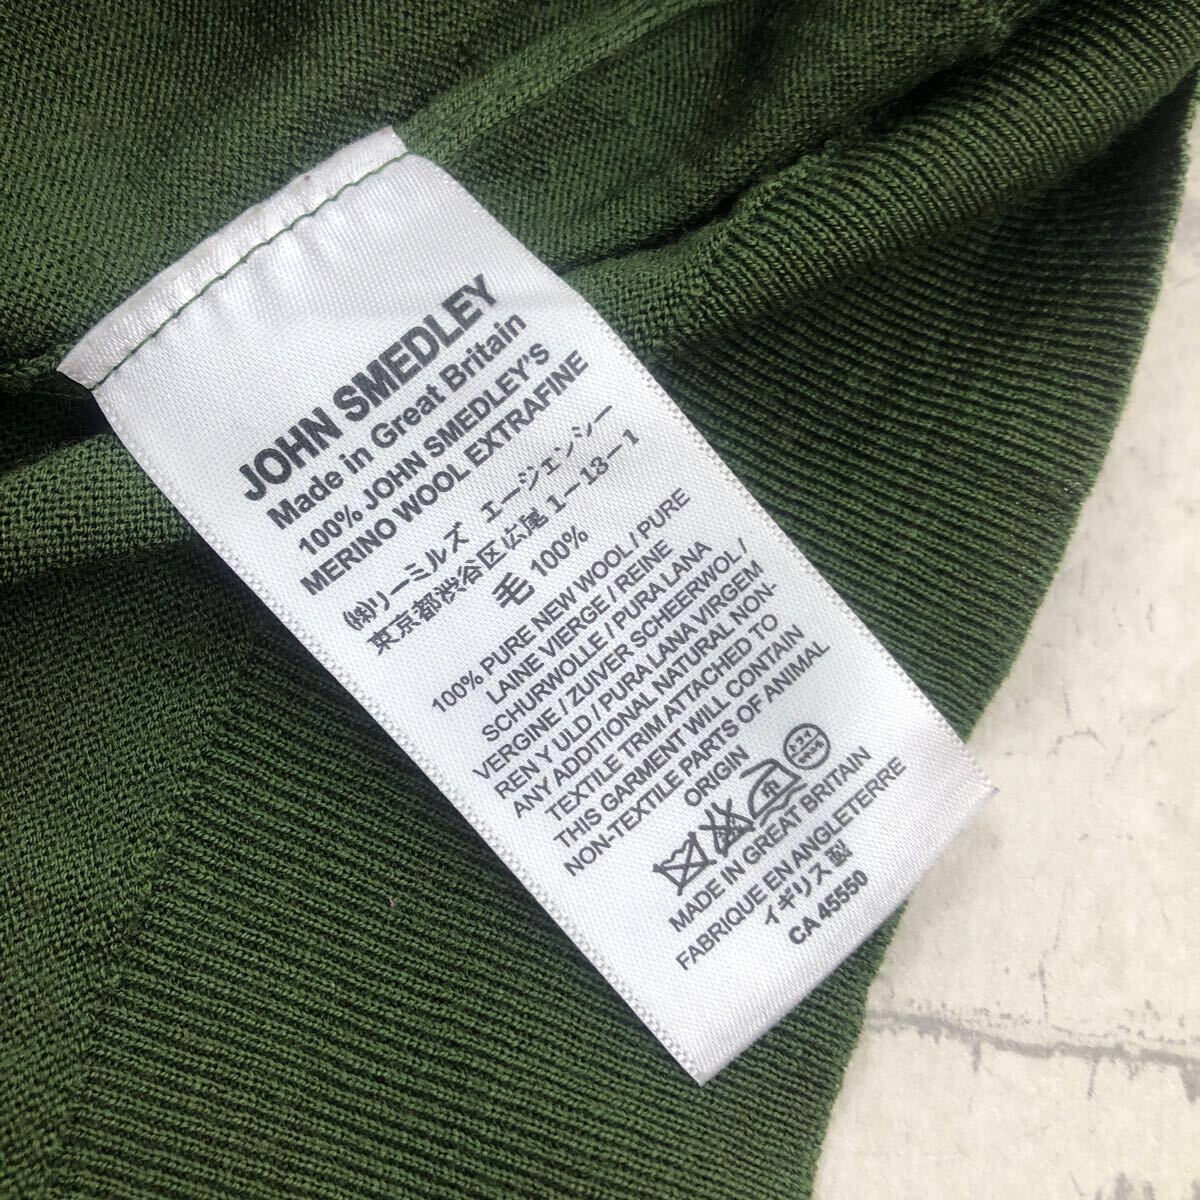 JOHN SMEDLEY
Made in Great Britain
100% JOHN SMEDLEY'S
MERINO WOOL EXTRAFINE
㈱リーミルズ エージェンシー
東京都渋谷区広尾1-13-1
毛 100%
100% PURE NEW WOOL / PURE
LAINE VIERGE / REINE
SCHURWOLLE / PURA LANA
VERGINE / ZUIVER SCHEERWOL /
REN Y ULD / PURA LANA VIRGEM
ANY ADDITIONAL NATURAL NON-
TEXTILE TRIM ATTACHED TO
THIS GARMENT WILL CONTAIN
NON-TEXTILE PARTS OF ANIMAL
ORIGIN
ドライ
MADE IN GREAT BRITAIN
FABRIQUE EN ANGLETERRE
イギリス製
CA 45550